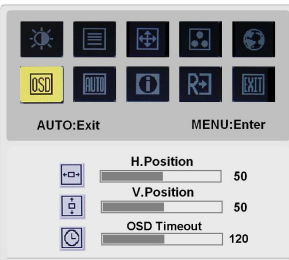 OSD AUTO R EXIT
AUTO:Exit MENU:Enter
H.Position
50
V.Position
50
OSD Timeout
120